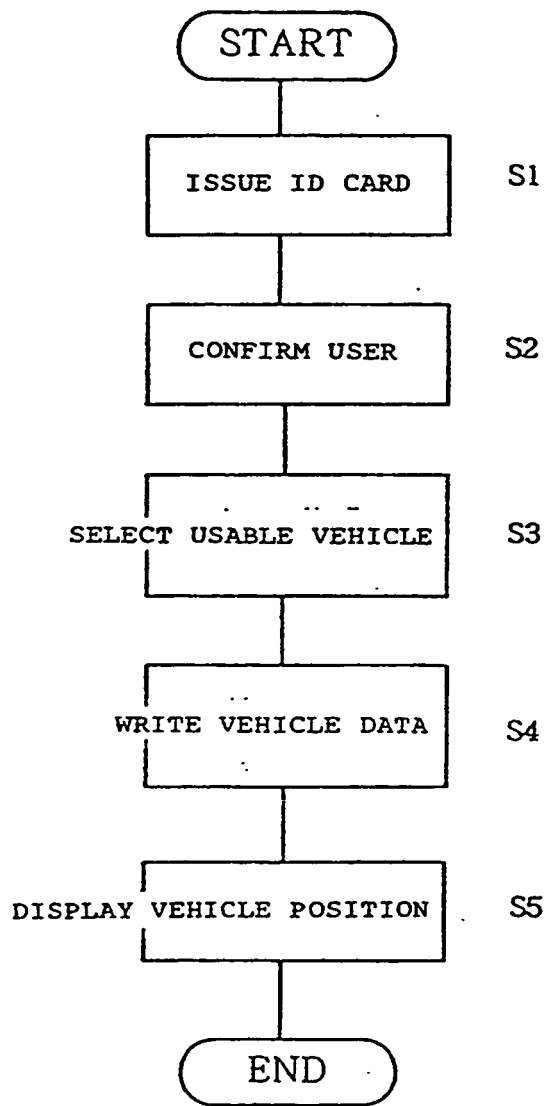 START
ISSUE ID CARD S1
CONFIRM USER S2
SELECT USABLE VEHICLE S3
WRITE VEHICLE DATA S4
DISPLAY VEHICLE POSITION S5
END